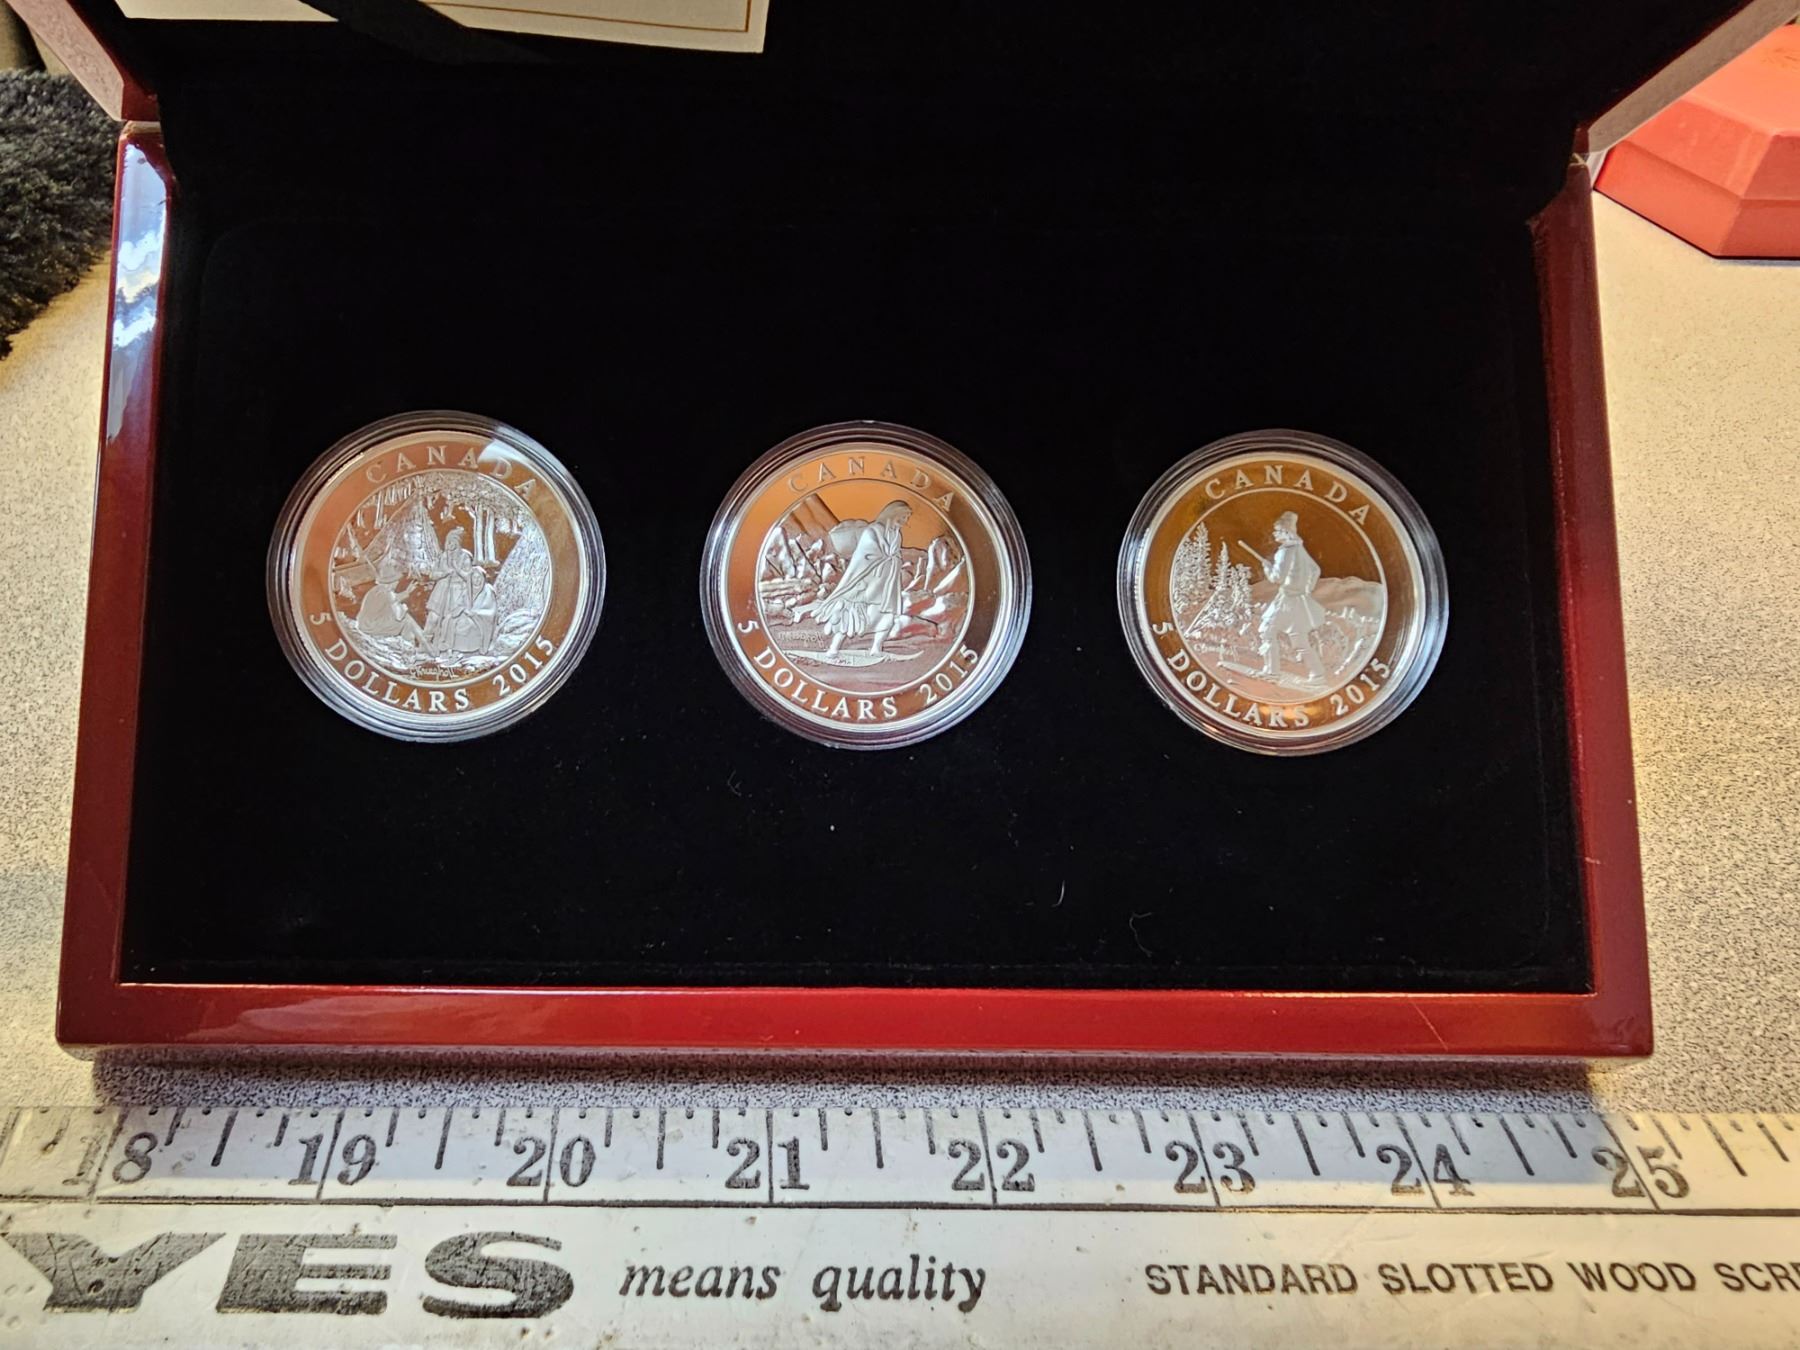 CANADA
5 DOLLARS 2015
CANADA
5 DOLLARS 2015
CANADA
5 DOLLARS 2015
18 19 20 21 22 23 24 25
YES means quality STANDARD SLOTTED WOOD SCR